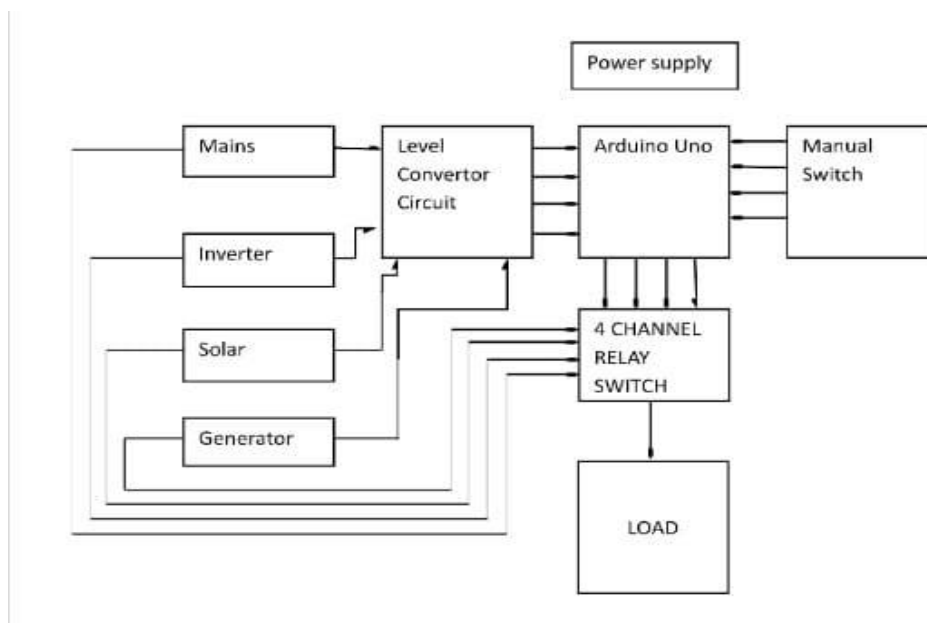 Power supply
Mains
Level
Convertor
Circuit
Arduino Uno
Manual
Switch
Inverter
Solar
4 CHANNEL
RELAY
SWITCH
Generator
LOAD